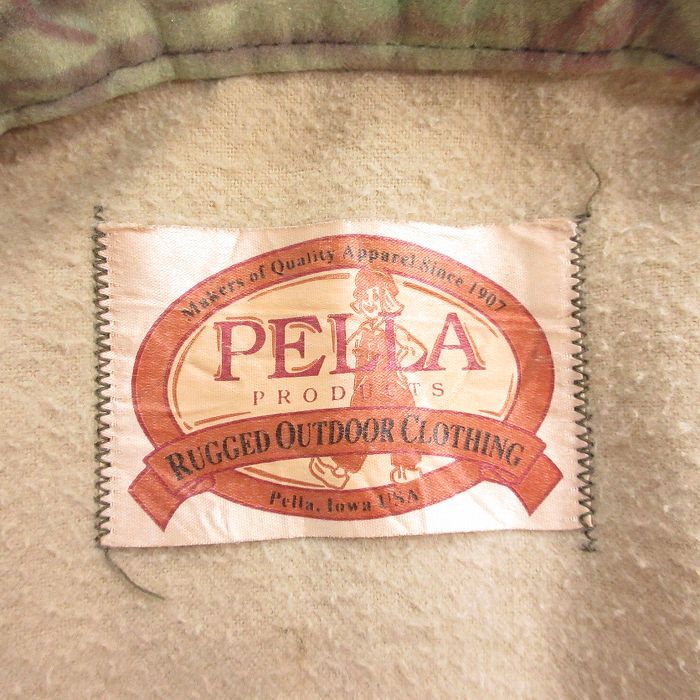 Makers of Quality Apparel Since 1907
PELLA
PRODUCTS
RUGGED OUTDOOR CLOTHING
Pella, Iowa USA